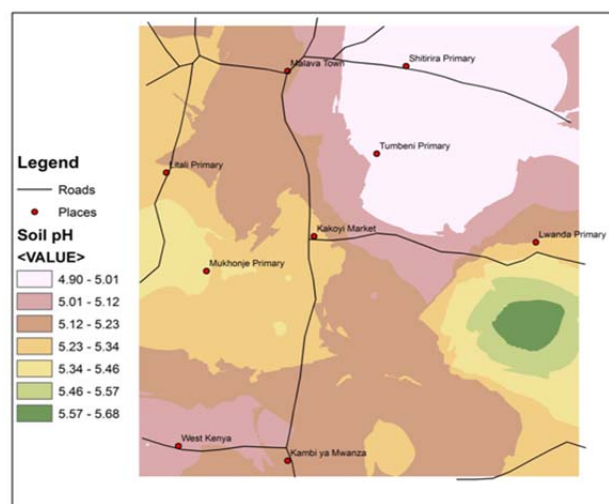 Malava Town
Shitirira Primary
Tumbeni Primary
Litali Primary
Kakoyi Market
Lwanda Primary
Mukhonje Primary
West Kenya
Kambi ya Mwanza
Legend
Roads
Places
Soil pH
<VALUE>
4.90 - 5.01
5.01 - 5.12
5.12 - 5.23
5.23 - 5.34
5.34 - 5.46
5.46 - 5.57
5.57 - 5.68